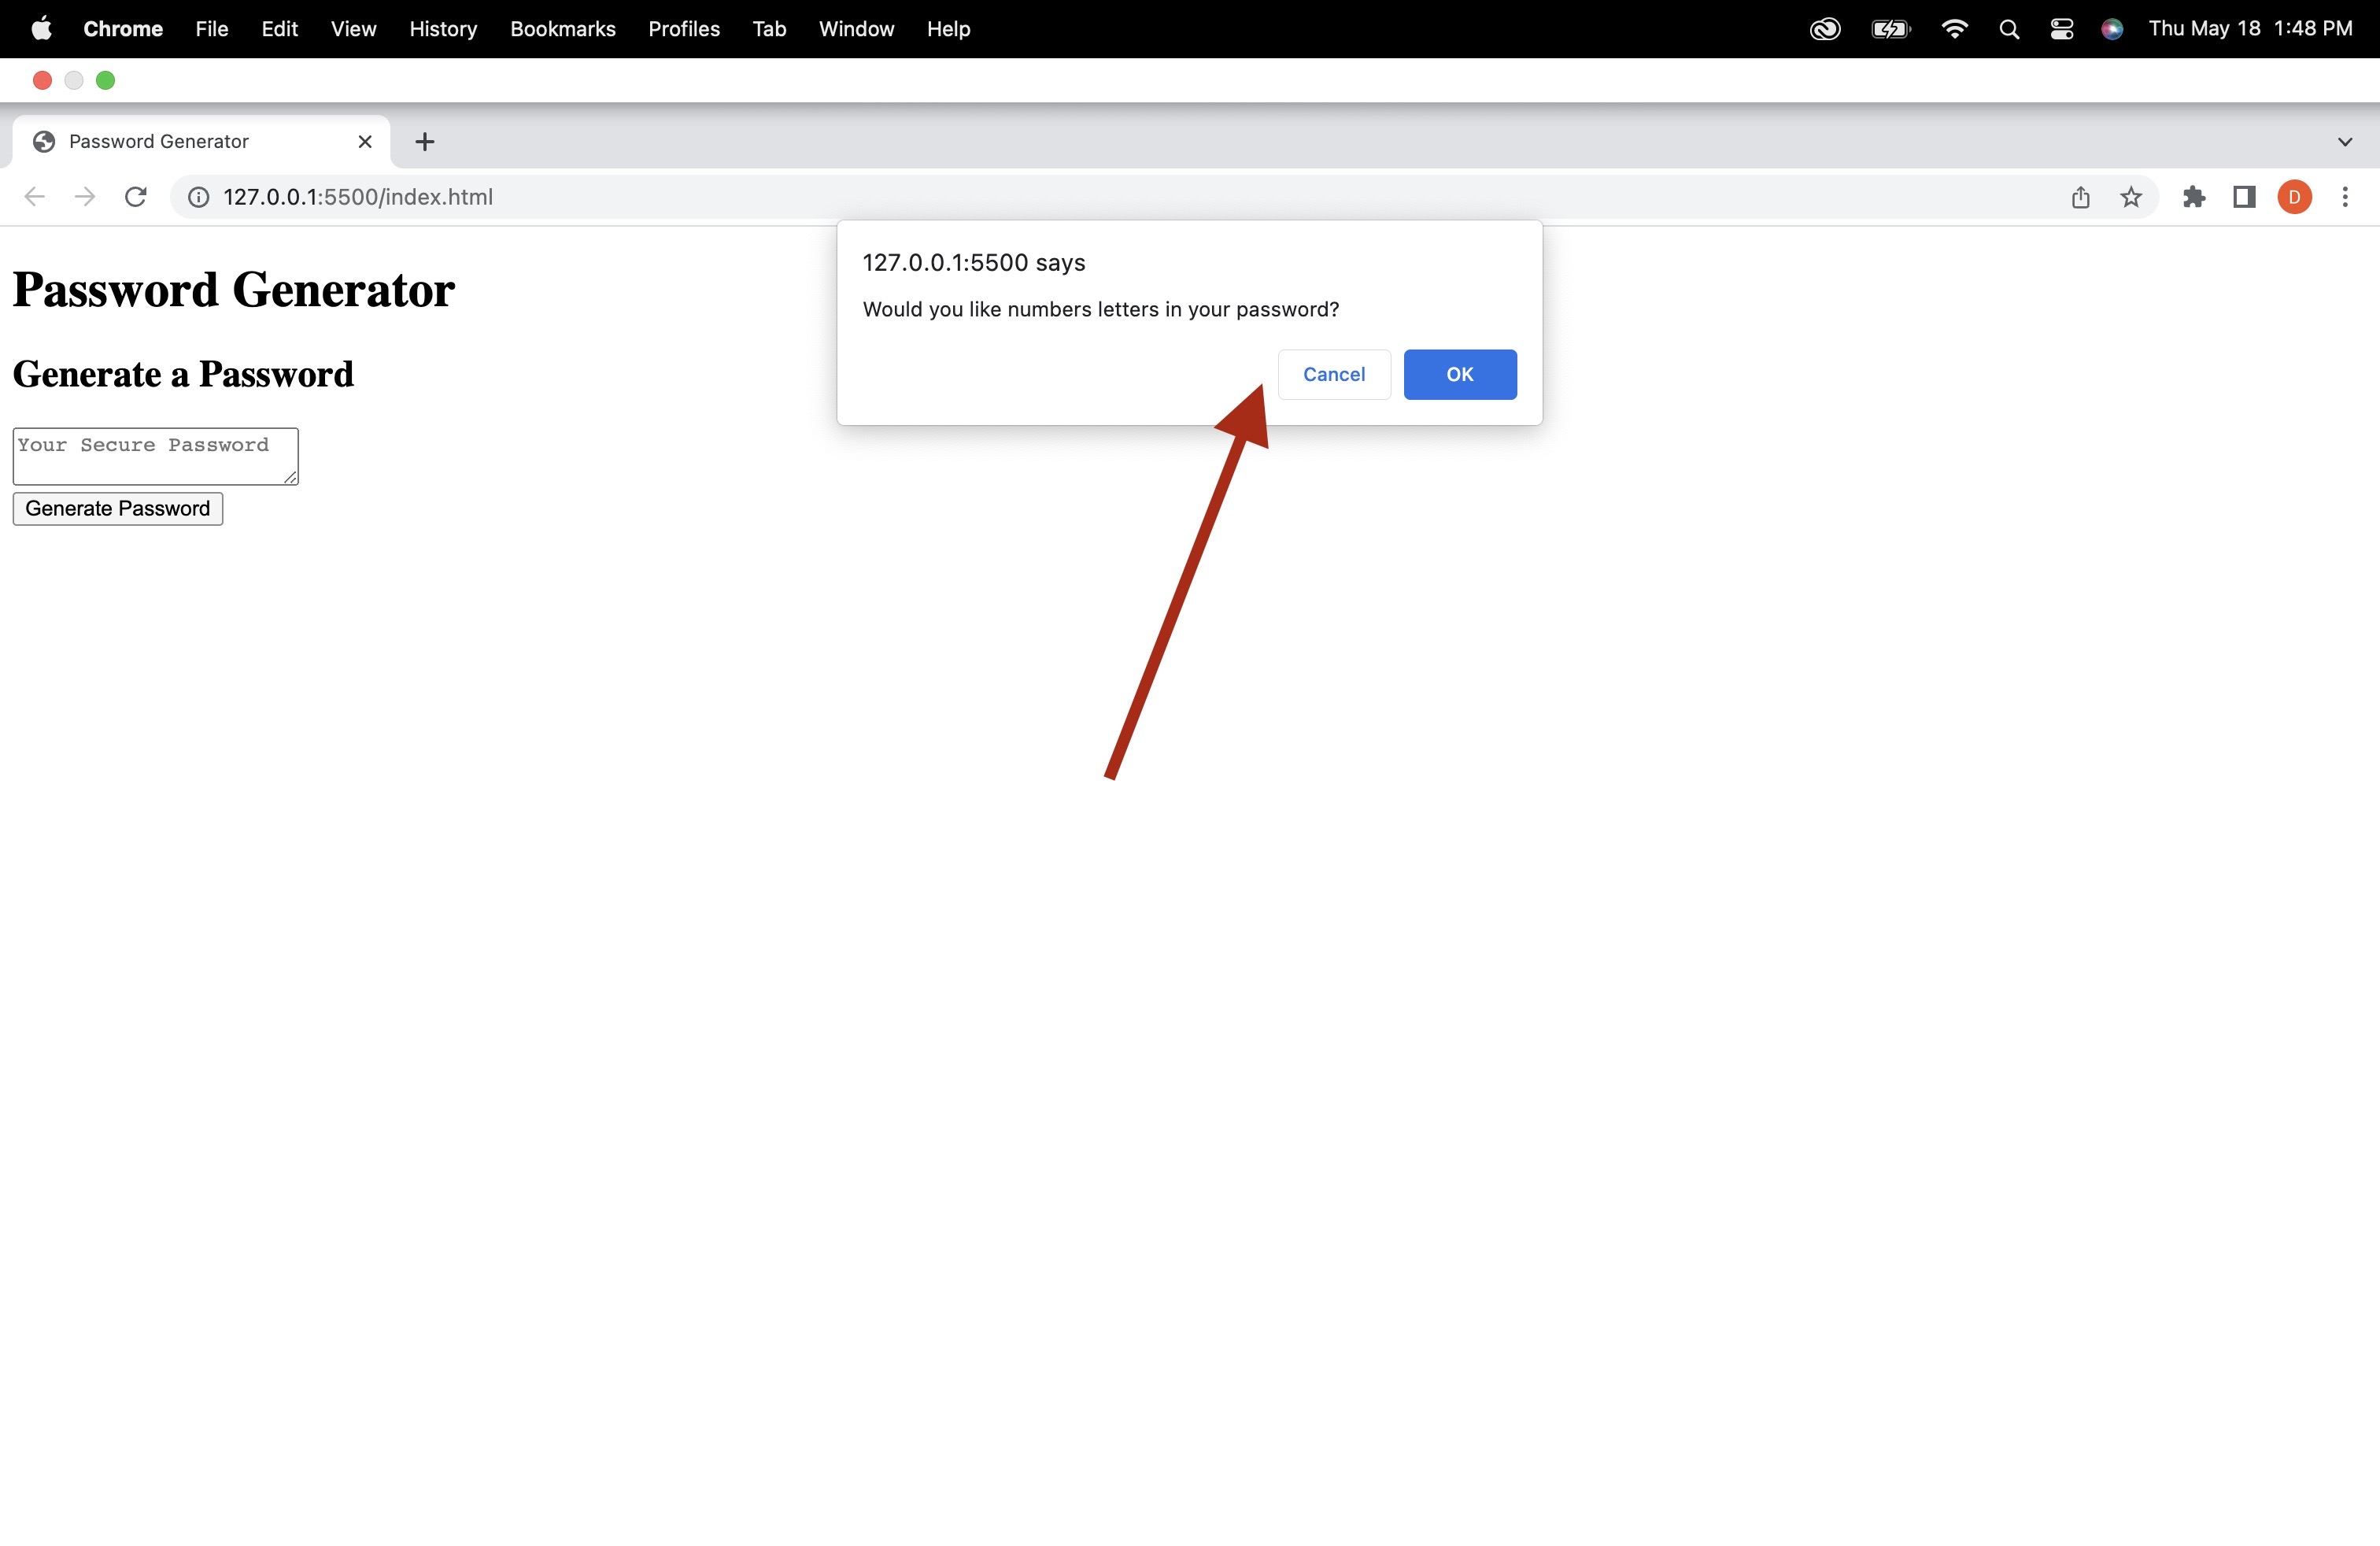 Chrome File Edit View History Bookmarks Profiles Tab Window Help Thu May 18 1:48 PM
Password Generator
127.0.0.1:5500/index.html D
127.0.0.1:5500 says
Would you like numbers letters in your password?
Cancel OK
Password Generator
Generate a Password
Your Secure Password
Generate Password